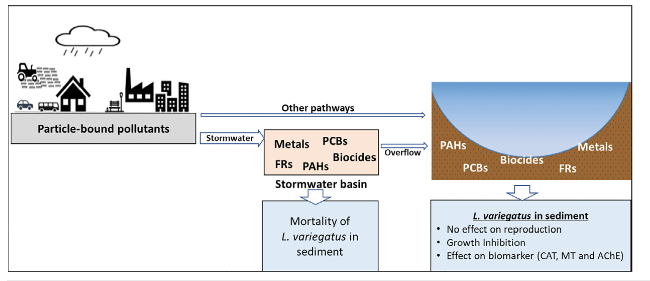 Other pathways
Particle-bound pollutants
Stormwater
Metals PCBs
Biocides
FRs PAHs
Overflow
Stormwater basin
PAHs
Metals
Biocides
PCBs
FRs
Mortality of
L. variegatus in
sediment
L. variegatus in sediment
• No effect on reproduction
• Growth Inhibition
• Effect on biomarker (CAT, MT and AChE)